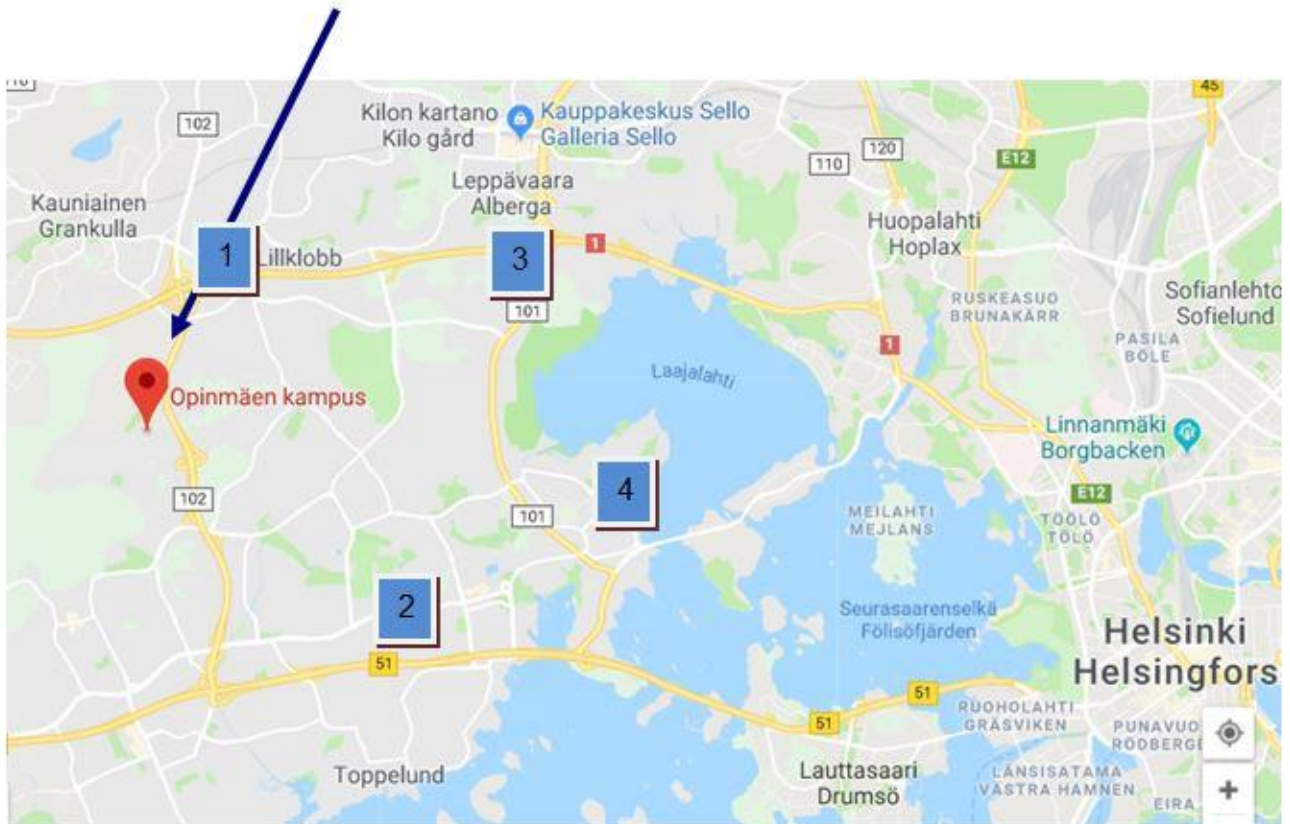 102
Kilon kartano
Kilo gård
Kauppakeskus Sello
Galleria Sello
45
110
120
E12
Kauniainen
Grankulla
Leppävaara
Alberga
Huopalahti
Hoplax
1
Lillklobb
3
1
101
RUSKEASUO
BRUNAKÄRR
Sofianlehto
Sofielund
1
PASILA
BÖLE
Laajalahti
Opinmäen kampus
Linnanmäki
Borgbacken
102
4
101
MEILAHTI
MEJLANS
E12
TÖÖLÖ
TÖLÖ
2
Seurasaarenselkä
Fölisöfjärden
Helsinki
Helsingfors
51
51
51
RUOHOLAHTI
GRÄSVIKEN
PUNAVUO
RÖDBERGE
Toppelund
Lauttasaari
Drumsö
LÄNSISATAMA
VÄSTRA HAMNEN
EIRA
+